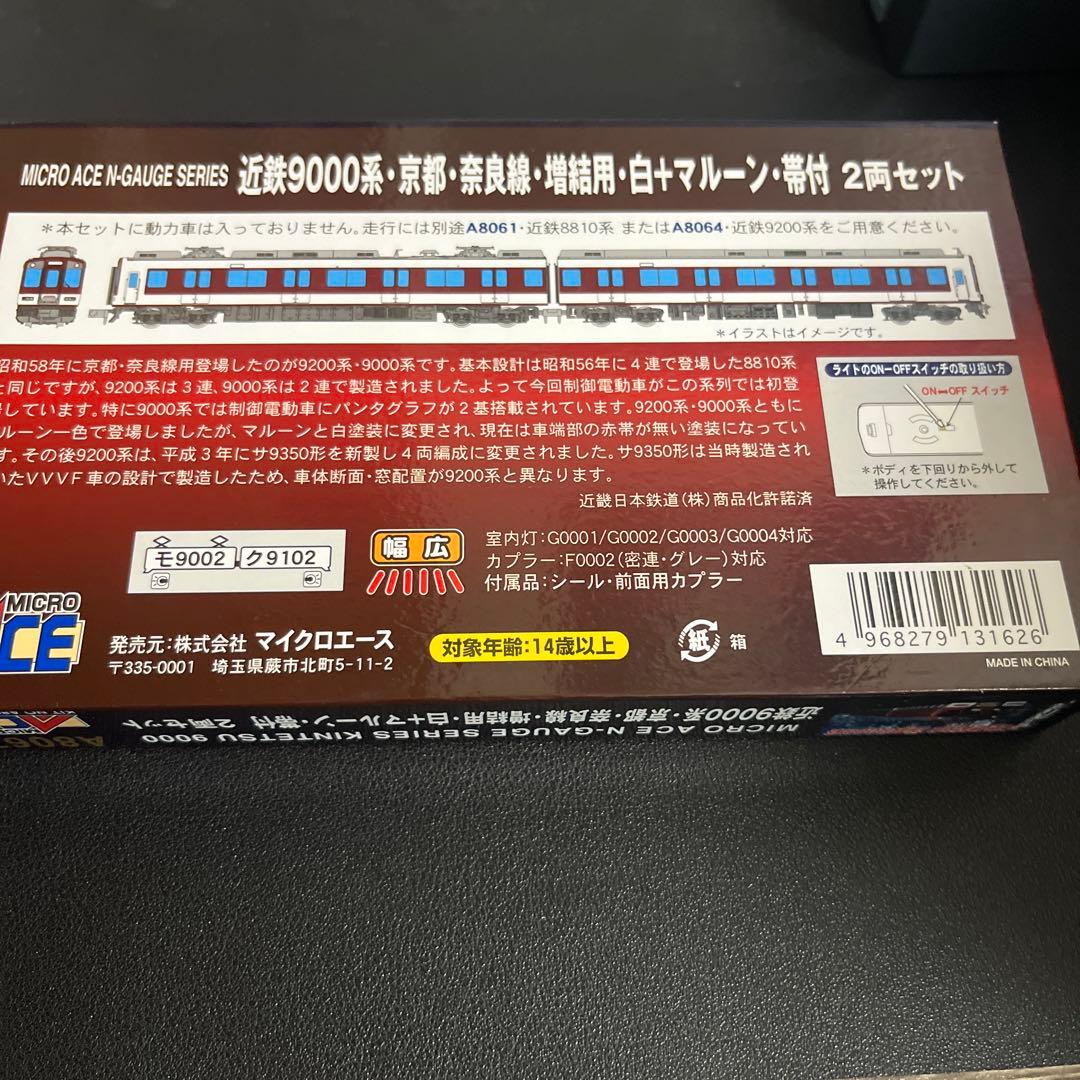 MICRO ACE N-GAUGE SERIES 近鉄9000系・京都・奈良線・増結用・白+マルーン・帯付 2両セット
*本セットに動力車は入っておりません。走行には別途A8061・近鉄8810系 またはA8064・近鉄9200系をご用意ください。
*イラストはイメージです。
昭和58年に京都・奈良線用登場したのが9200系・9000系です。基本設計は昭和56年に4連で登場した8810系
と同じですが、9200系は3連、9000系は2連で製造されました。よって今回制御電動車がこの系列では初登
場しています。特に9000系では制御電動車にパンタグラフが2基搭載されています。9200系・9000系ともに
ルーン一色で登場しましたが、マルーンと白塗装に変更され、現在は車端部の赤帯が無い塗装になってい
す。その後9200系は、平成3年にサ9350形を新製し4両編成に変更されました。サ9350形は当時製造され
いたVVVF車の設計で製造したため、車体断面・窓配置が9200系と異なります。
近畿日本鉄道(株)商品化許諾済
ライトのON-OFFスイッチの取り扱い方
ON⇔OFF スイッチ
*ボディを下回りから外して
操作してください。
モ9002 ク9102
幅広
室内灯:G0001/G0002/G0003/G0004対応
カプラー:F0002(密連・グレー)対応
付属品:シール・前面用カプラー
MICRO
ACE
発売元:株式会社 マイクロエース
〒335-0001 埼玉県蕨市北町5-11-2
対象年齢:14歳以上
紙 箱
4 968279 131626
MADE IN CHINA
MICRO ACE N-GAUGE SERIES KINTETSU 9000
近鉄9000系・京都・奈良線・増結用・白+マルーン・帯付 2両セット